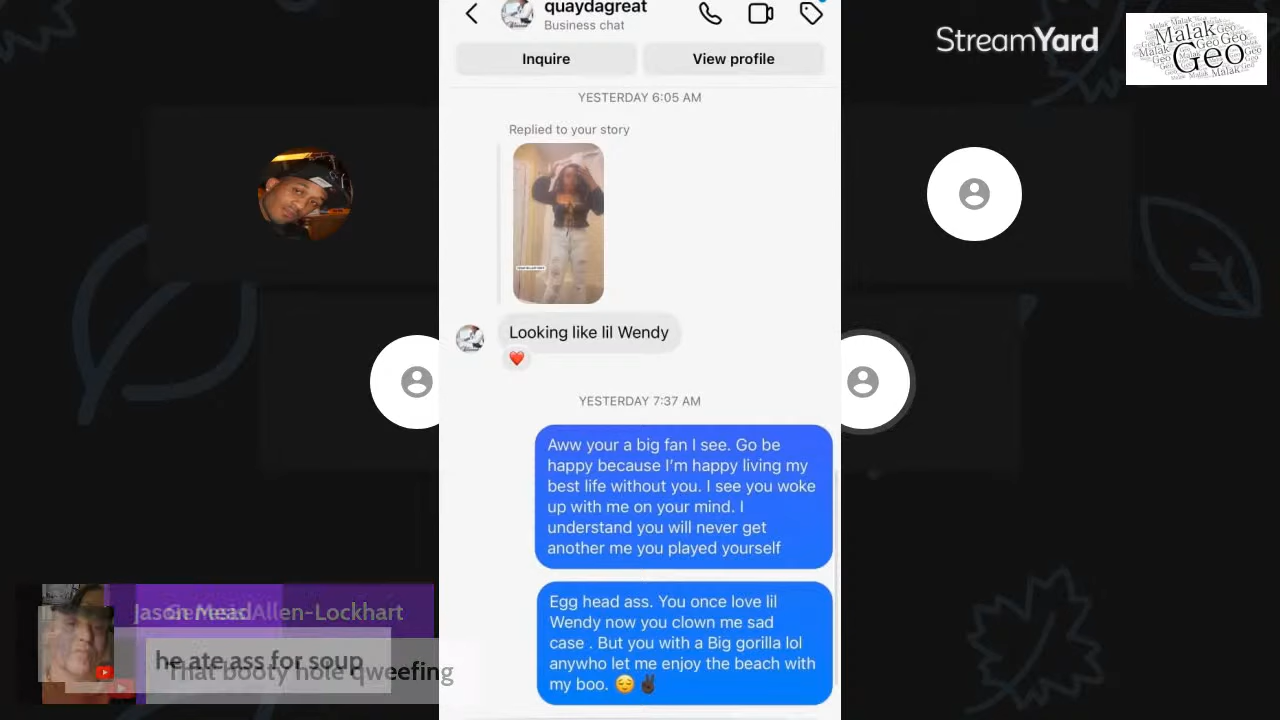 quaydagreat
Business chat
Inquire
View profile
YESTERDAY 6:05 AM
Replied to your story
Looking like lil Wendy
YESTERDAY 7:37 AM
Aww your a big fan I see. Go be
happy because I'm happy living my
best life without you. I see you woke
up with me on your mind. I
understand you will never get
another me you played yourself
Egg head ass. You once love lil
Wendy now you clown me sad
case . But you with a Big gorilla lol
anywho let me enjoy the beach with
my boo. 😌✌🏿
StreamYard
Malak
Geo
Jason Mead
Allen-Lockhart
he ate ass for soup
That booty hole qweefing